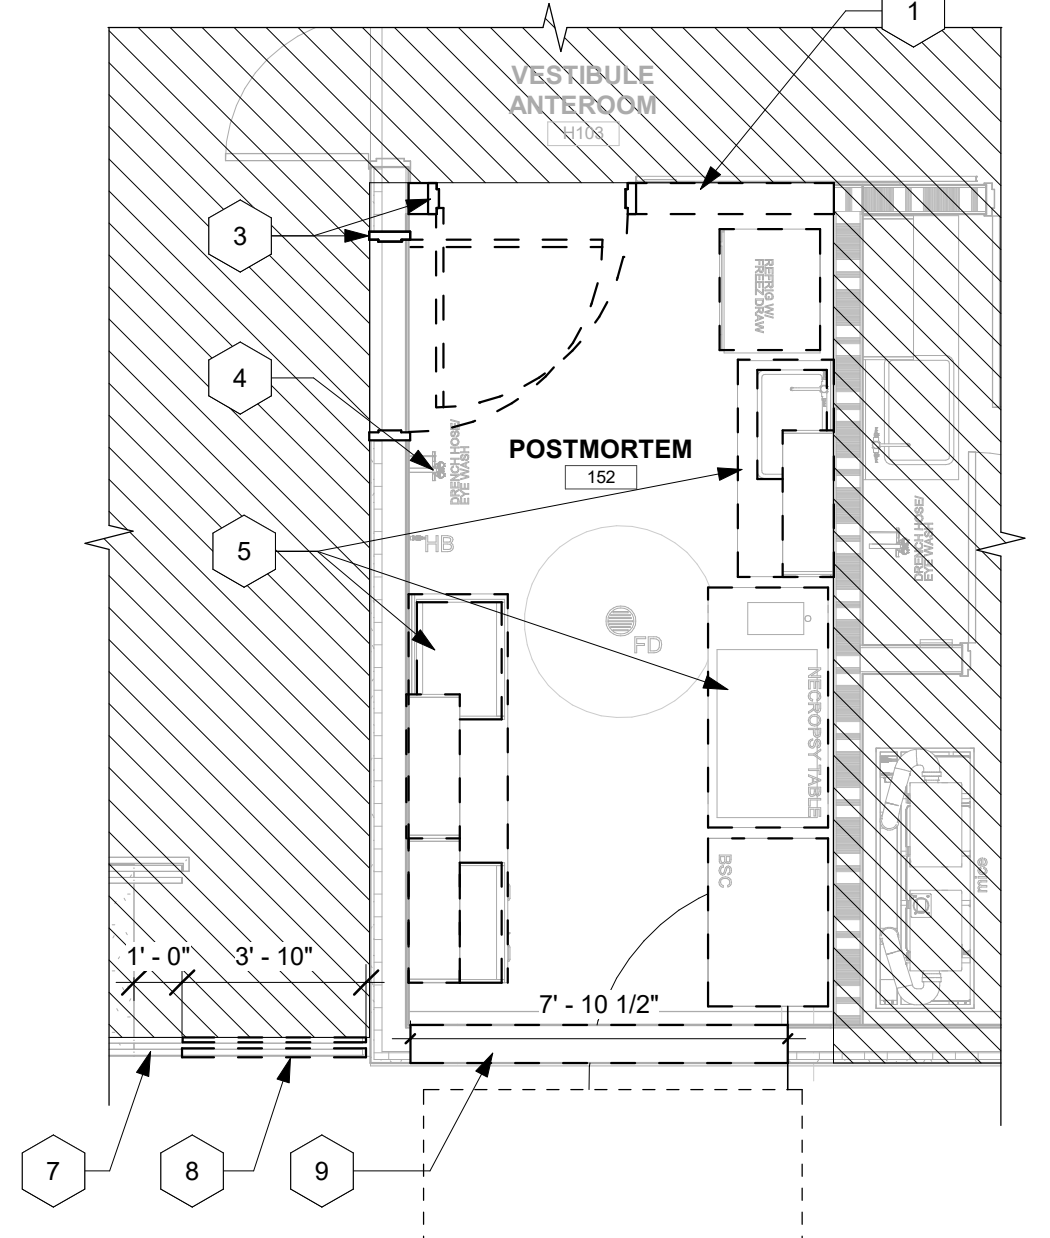 1
VESTIBULE
ANTEROOM
H103
3
REFRIG W/
FREEZ DRAW
4
DRENCH HOSE/
EYE WASH
POSTMORTEM
152
5
HB
DRENCH HOSE/
EYE WASH
FD
NECROPSY TABLE
BSC
mice
1' - 0"
3' - 10"
7' - 10 1/2"
7
8
9